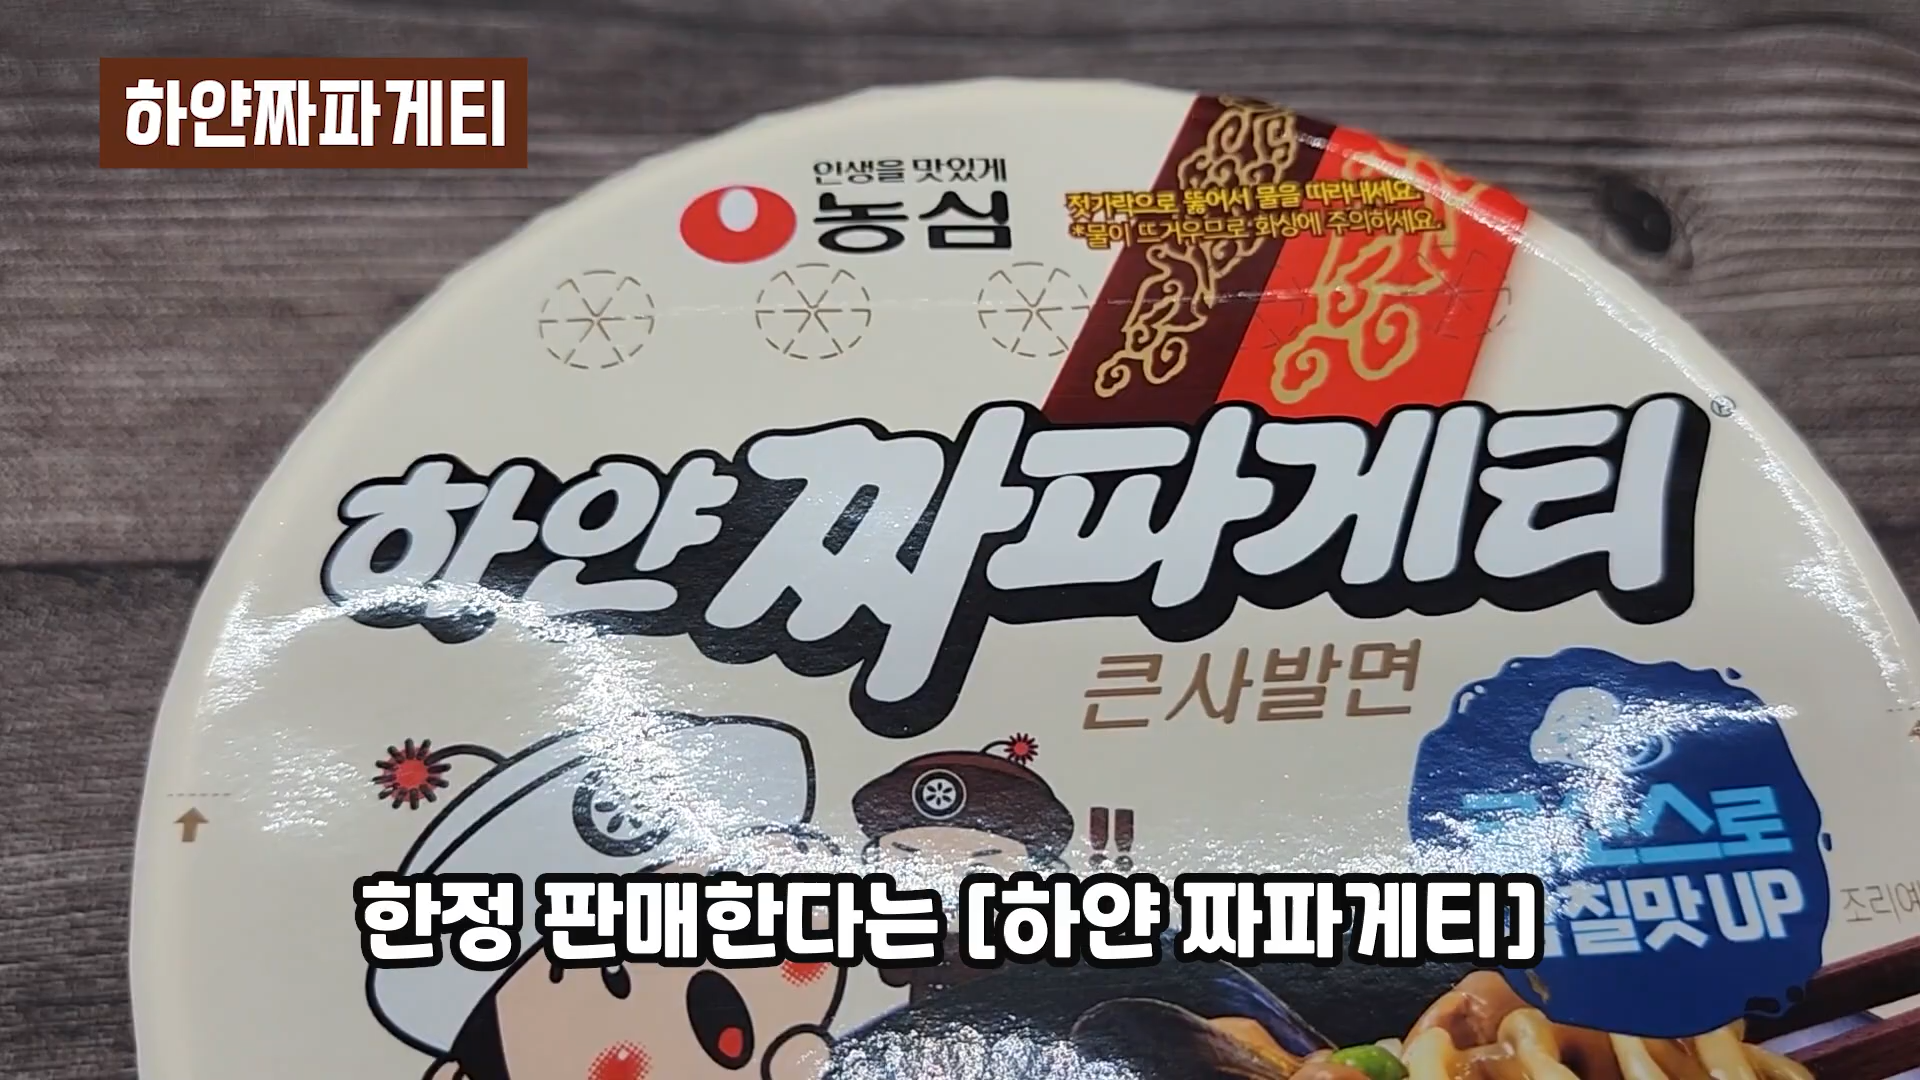 하얀짜파게티
인생을 맛있게
농심
젓가락으로 뚫어서 물을 따라내세요.
*물이 뜨거우므로 화상에 주의하세요.
하얀짜파게티
큰사발면
스로
칠맛UP
조리예
한정 판매한다는 [하얀 짜파게티]